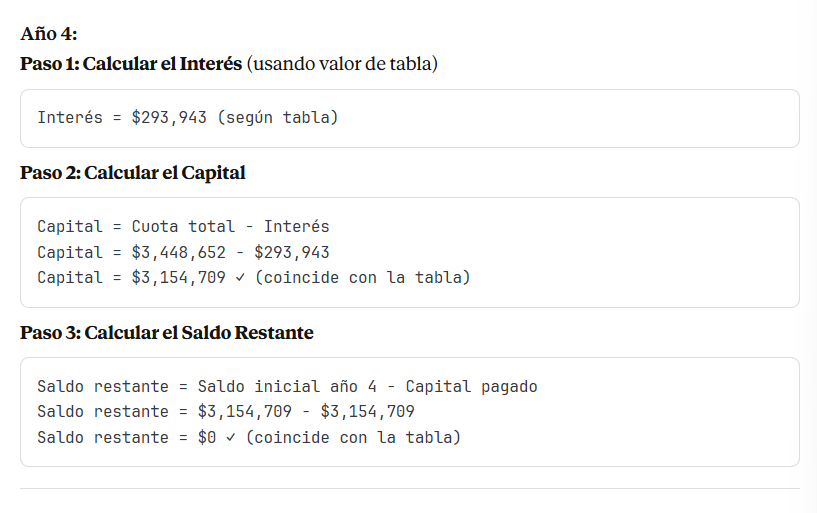 Año 4:
Paso 1: Calcular el Interés (usando valor de tabla)
Interés = $293,943 (según tabla)
Paso 2: Calcular el Capital
Capital = Cuota total - Interés
Capital = $3,448,652 - $293,943
Capital = $3,154,709 ✓ (coincide con la tabla)
Paso 3: Calcular el Saldo Restante
Saldo restante = Saldo inicial año 4 - Capital pagado
Saldo restante = $3,154,709 - $3,154,709
Saldo restante = $0 ✓ (coincide con la tabla)